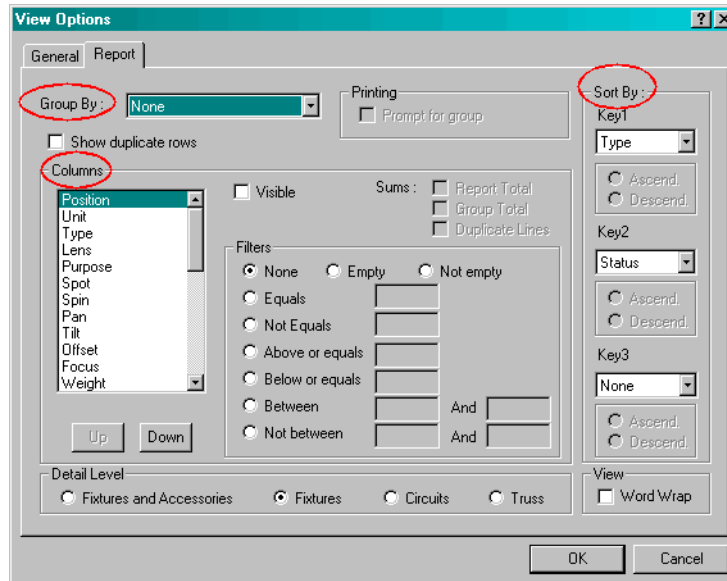 View Options
General
Report
Group By :
None
Show duplicate rows
Printing
Prompt for group
Columns
Position
Unit
Type
Lens
Purpose
Spot
Spin
Pan
Tilt
Offset
Focus
Weight
Up
Down
Visible
Sums :
Report Total
Group Total
Duplicate Lines
Filters
None
Empty
Not empty
Equals
Not Equals
Above or equals
Below or equals
Between
And
Not between
And
Sort By :
Key1
Type
Ascend.
Descend.
Key2
Status
Ascend.
Descend.
Key3
None
Ascend.
Descend.
Detail Level
Fixtures and Accessories
Fixtures
Circuits
Truss
View
Word Wrap
OK
Cancel